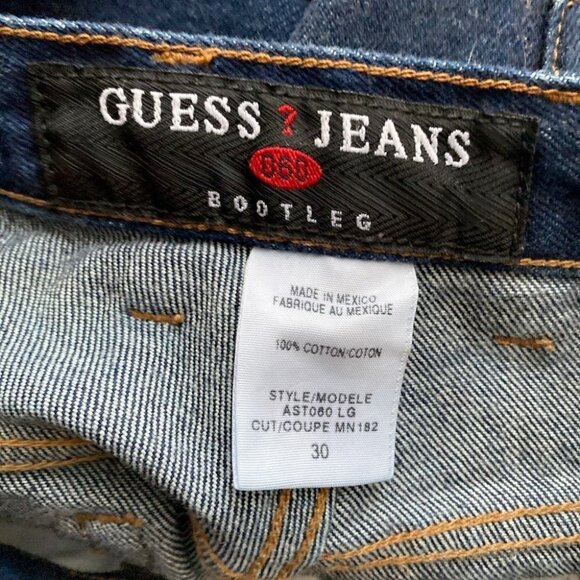 GUESS ? JEANS
060
BOOTLEG
MADE IN MEXICO
FABRIQUE AU MEXIQUE
100% COTTON/COTON
STYLE/MODELE
AST060 LG
CUT/COUPE MN182
30